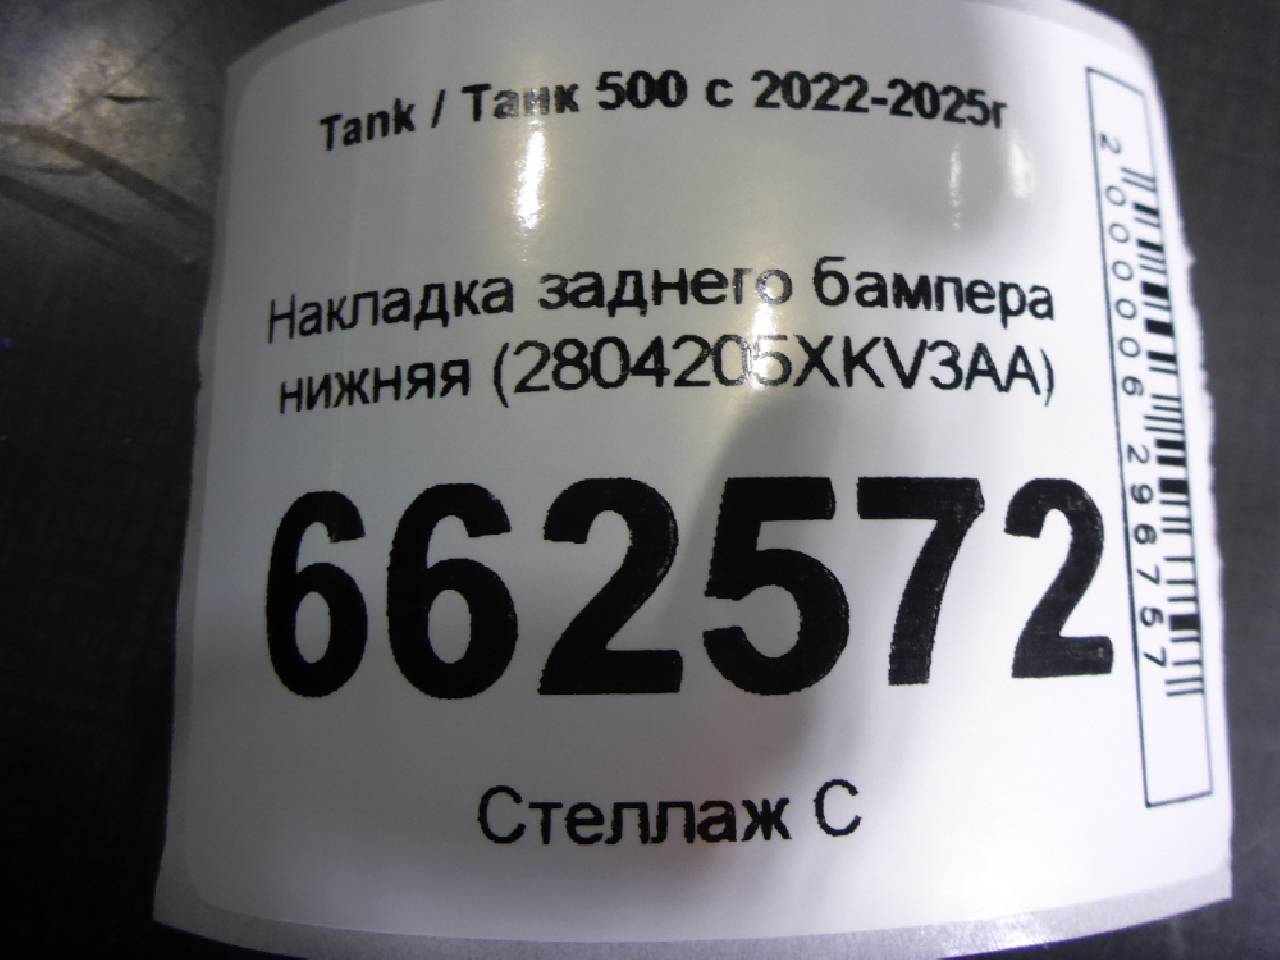 Tank / Танк 500 с 2022-2025г
Накладка заднего бампера
нижняя (2804205XKV3AA)
662572
Стеллаж С
2000006296757